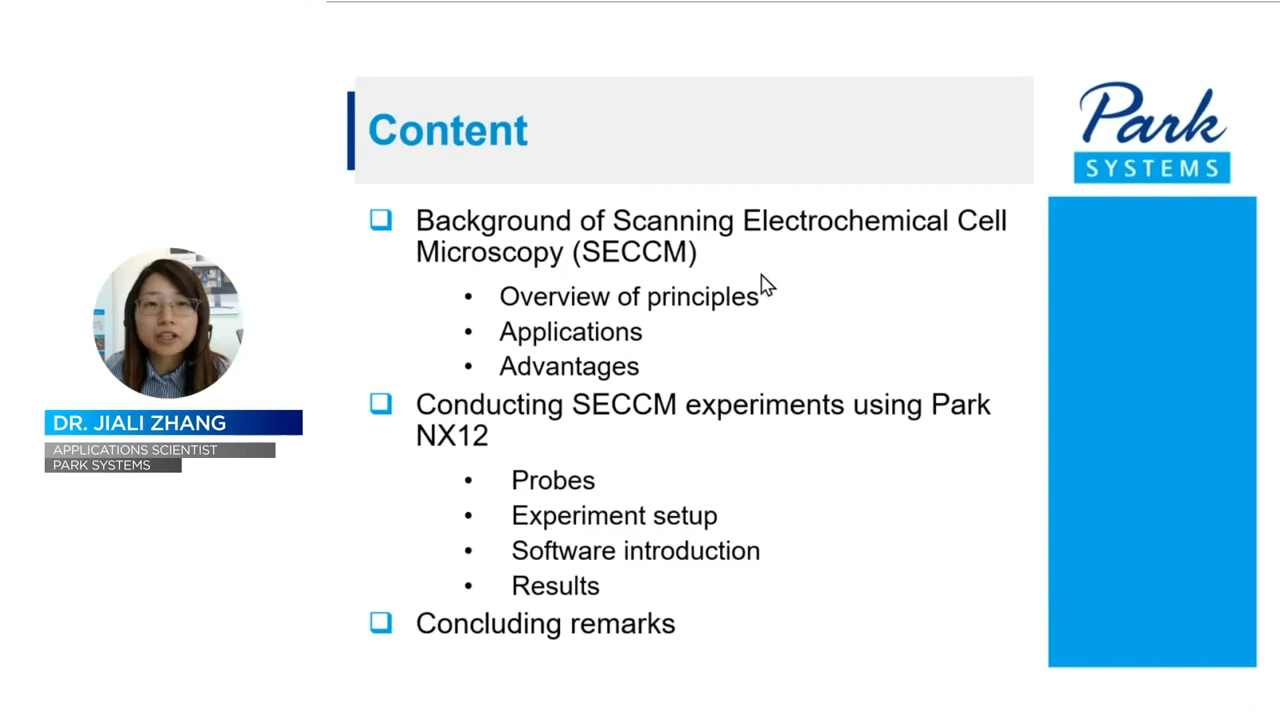 Content
Park
SYSTEMS
Background of Scanning Electrochemical Cell
Microscopy (SECCM)
• Overview of principles
• Applications
• Advantages
Conducting SECCM experiments using Park
NX12
• Probes
• Experiment setup
• Software introduction
• Results
Concluding remarks
DR. JIALI ZHANG
APPLICATIONS SCIENTIST
PARK SYSTEMS